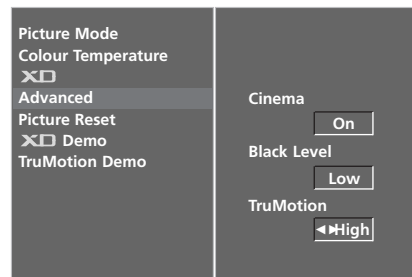 Picture Mode
Colour Temperature
XD
Advanced
Picture Reset
XD Demo
TruMotion Demo
Cinema
On
Black Level
Low
TruMotion
◄►High